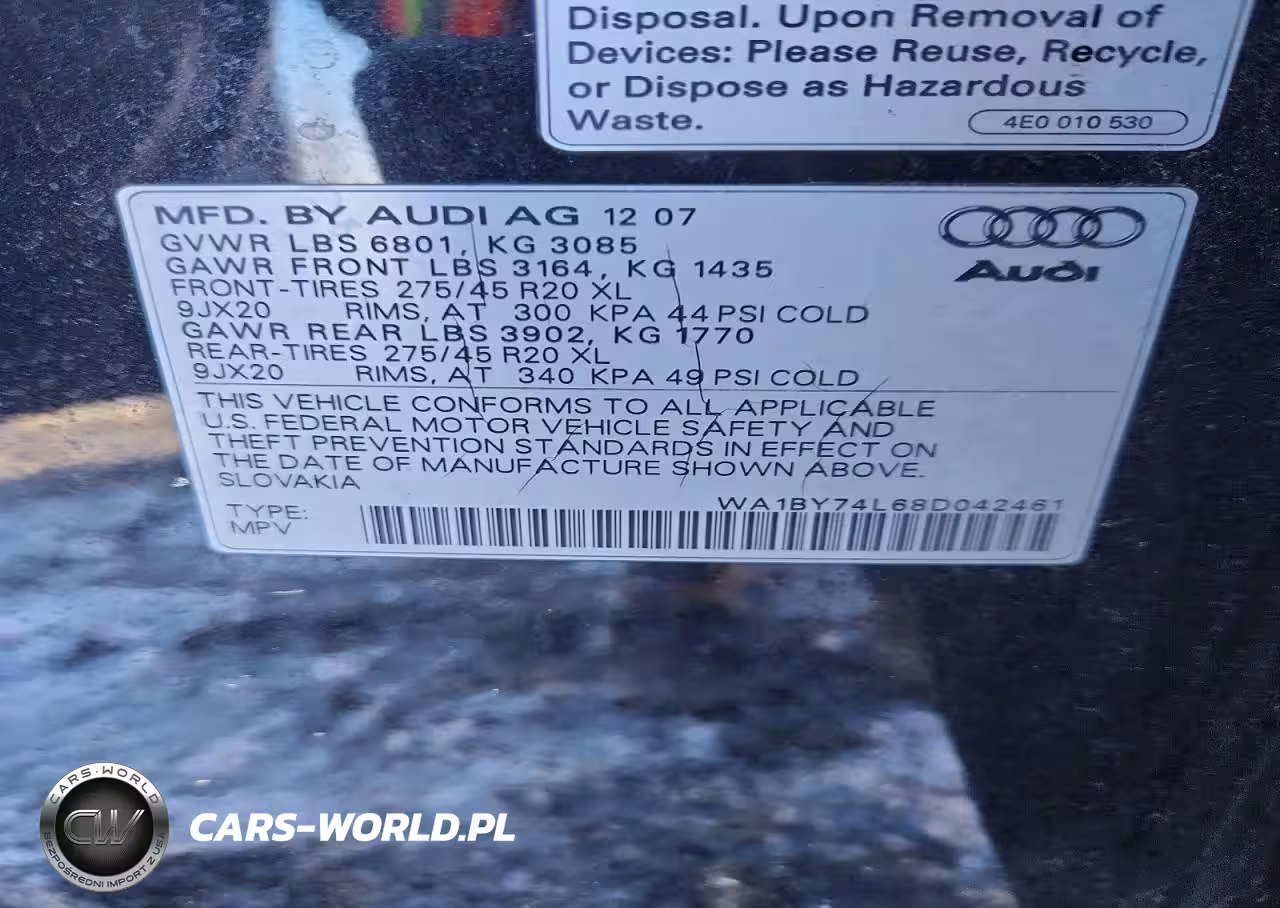 Disposal. Upon Removal of
Devices: Please Reuse, Recycle,
or Dispose as Hazardous
Waste.
4E0 010 530
MFD. BY AUDI AG 12 07
GVWR LBS 6801, KG 3085
GAWR FRONT LBS 3164, KG 1435
FRONT-TIRES 275/45 R20 XL
9JX20 RIMS, AT 300 KPA 44 PSI COLD
GAWR REAR LBS 3902, KG 1770
REAR-TIRES 275/45 R20 XL
9JX20 RIMS, AT 340 KPA 49 PSI COLD
Audi
THIS VEHICLE CONFORMS TO ALL APPLICABLE
U.S. FEDERAL MOTOR VEHICLE SAFETY AND
THEFT PREVENTION STANDARDS IN EFFECT ON
THE DATE OF MANUFACTURE SHOWN ABOVE.
SLOVAKIA
WA1BY74L68D042461
TYPE:
MPV
CARS-WORLD
CW
BEZPOŚREDNI IMPORT Z USA
CARS-WORLD.PL